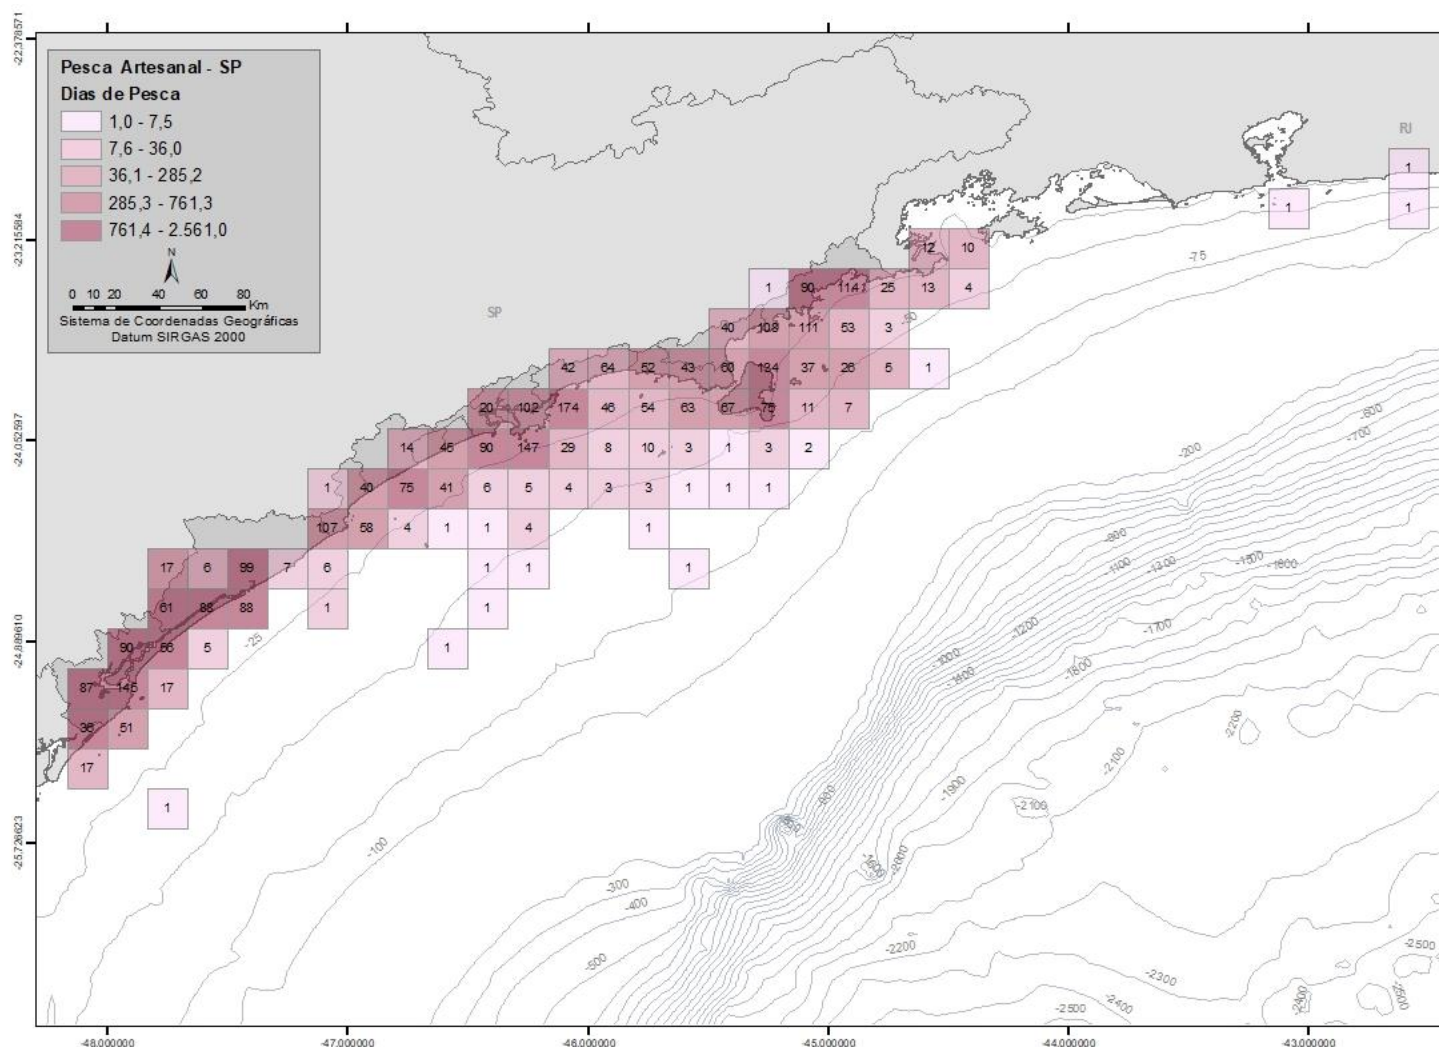 -22.378571
Pesca Artesanal - SP
Dias de Pesca
1,0 - 7,5
7,6 - 36,0
36,1 - 285,2
285,3 - 761,3
761,4 - 2.561,0
N
0 10 20 40 60 80
Km
Sistema de Coordenadas Geográficas
Datum SIRGAS 2000
RJ
1
1 1
-23.215584
12 10
-75
1 90 114 25 13 4
SP
-50
40 108 111 53 3
42 64 52 43 60 134 37 26 5 1
20 102 174 46 54 63 67 75 11 7
-600
-24.052597
14 45 90 147 29 8 10 3 1 3 2
-700
-200
1 40 75 41 6 5 4 3 3 1 1 1
107 58 4 1 1 4 1
-800
17 6 99 7 6 1 1 1
-1100 -1300 -1500 -1600
61 88 88 1 1
-24.889610
90 56 5 1
-25
-1200 -1700
-1000 -1800
-1400
87 145 17
36 51
-2200
17
-2100
-1900
1
-800
-2100
-25.726623
-100
-1600 -2000
-300
-400
-2200
-2500
-500
-2300
-2400 -2500
-2500 -2400
-48.000000 -47.000000 -46.000000 -45.000000 -44.000000 -43.000000